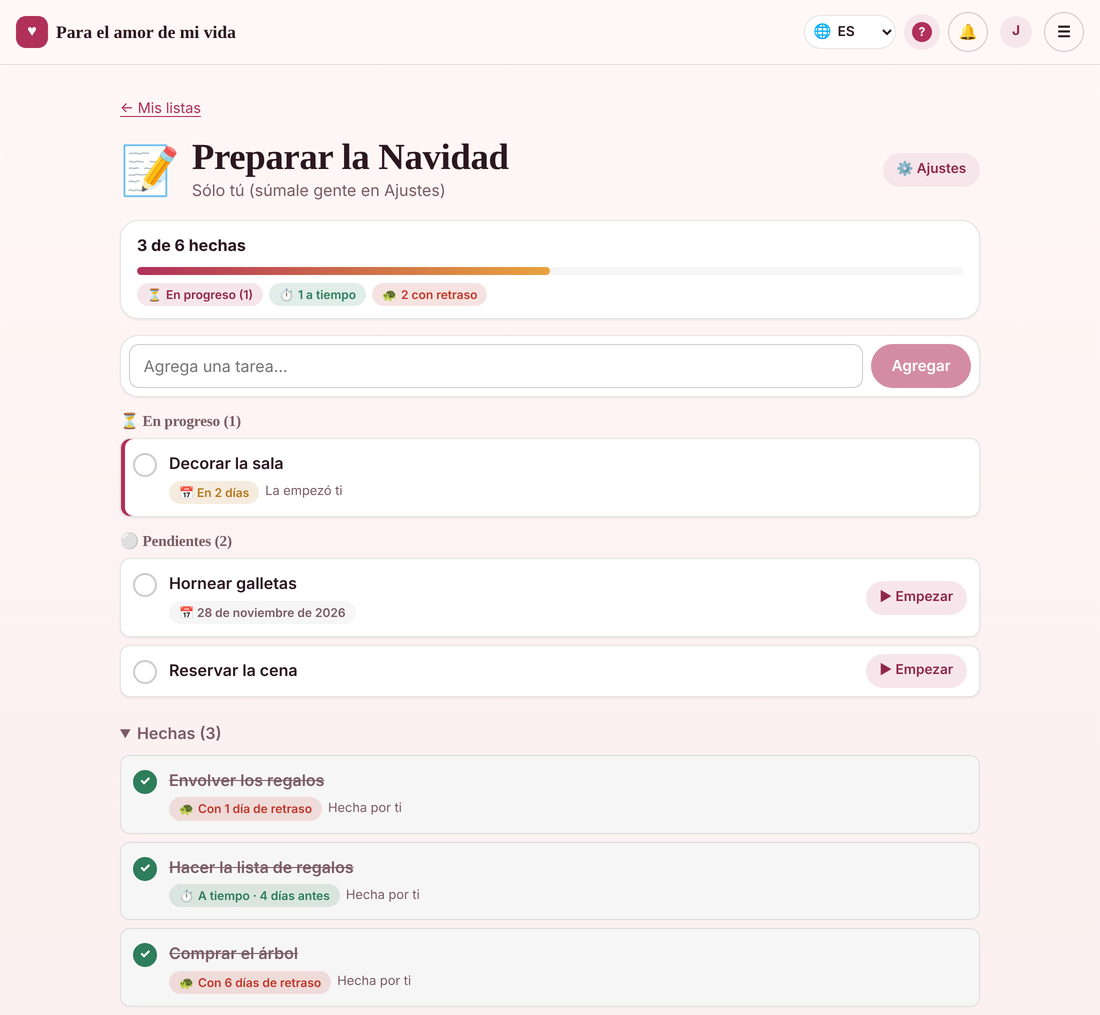 Para el amor de mi vida
ES
?
J
← Mis listas
Preparar la Navidad
Sólo tú (súmale gente en Ajustes)
Ajustes
3 de 6 hechas
En progreso (1)
1 a tiempo
2 con retraso
Agrega una tarea...
Agregar
En progreso (1)
Decorar la sala
En 2 días
La empezó ti
Pendientes (2)
Hornear galletas
28 de noviembre de 2026
Empezar
Reservar la cena
Empezar
Hechas (3)
Envolver los regalos
Con 1 día de retraso
Hecha por ti
Hacer la lista de regalos
A tiempo · 4 días antes
Hecha por ti
Comprar el árbol
Con 6 días de retraso
Hecha por ti